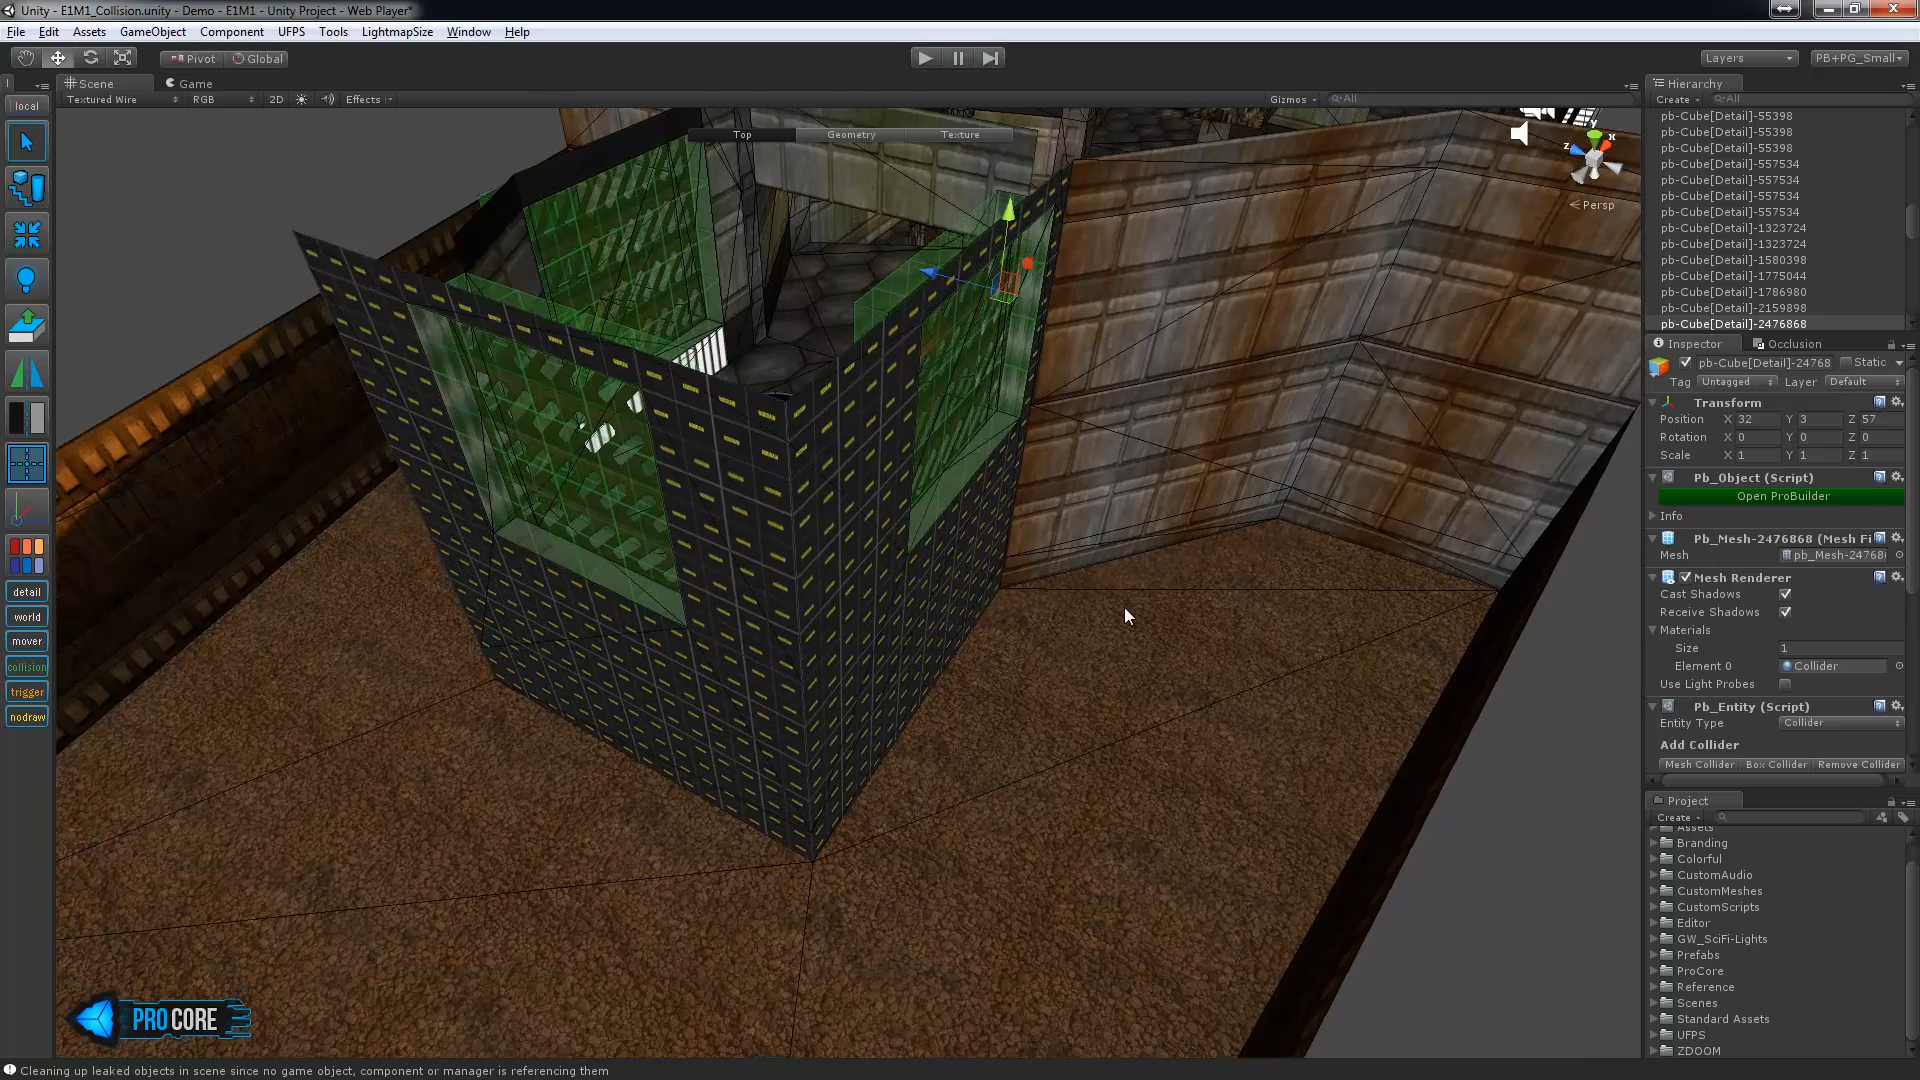 Unity - E1M1_Collision.unity - Demo - E1M1 - Unity Project - Web Player*
File Edit Assets GameObject Component UFPS Tools LightmapSize Window Help
Pivot Global Layers PB+PG_Small
Scene Game
Textured Wire RGB 2D Effects Gizmos All
Top Geometry Texture
y x z
Persp
local
detail
world
mover
collision
trigger
nodraw
PROCORE
Hierarchy
Create All
pb-Cube[Detail]-55398
pb-Cube[Detail]-55398
pb-Cube[Detail]-55398
pb-Cube[Detail]-557534
pb-Cube[Detail]-557534
pb-Cube[Detail]-557534
pb-Cube[Detail]-557534
pb-Cube[Detail]-1323724
pb-Cube[Detail]-1323724
pb-Cube[Detail]-1580398
pb-Cube[Detail]-1775044
pb-Cube[Detail]-1786980
pb-Cube[Detail]-2159898
pb-Cube[Detail]-2476868
Inspector Occlusion
pb-Cube[Detail]-24768 Static
Tag Untagged Layer Default
Transform
Position X 32 Y 3 Z 57
Rotation X 0 Y 0 Z 0
Scale X 1 Y 1 Z 1
Pb_Object (Script)
Open ProBuilder
Info
Pb_Mesh-2476868 (Mesh Fi
Mesh pb_Mesh-24768
Mesh Renderer
Cast Shadows
Receive Shadows
Materials
Size 1
Element 0 Collider
Use Light Probes
Pb_Entity (Script)
Entity Type Collider
Add Collider
Mesh Collider Box Collider Remove Collider
Project
Create
Assets
Branding
Colorful
CustomAudio
CustomMeshes
CustomScripts
Editor
GW_SciFi-Lights
Prefabs
ProCore
Reference
Scenes
Standard Assets
UFPS
ZDOOM
Cleaning up leaked objects in scene since no game object, component or manager is referencing them